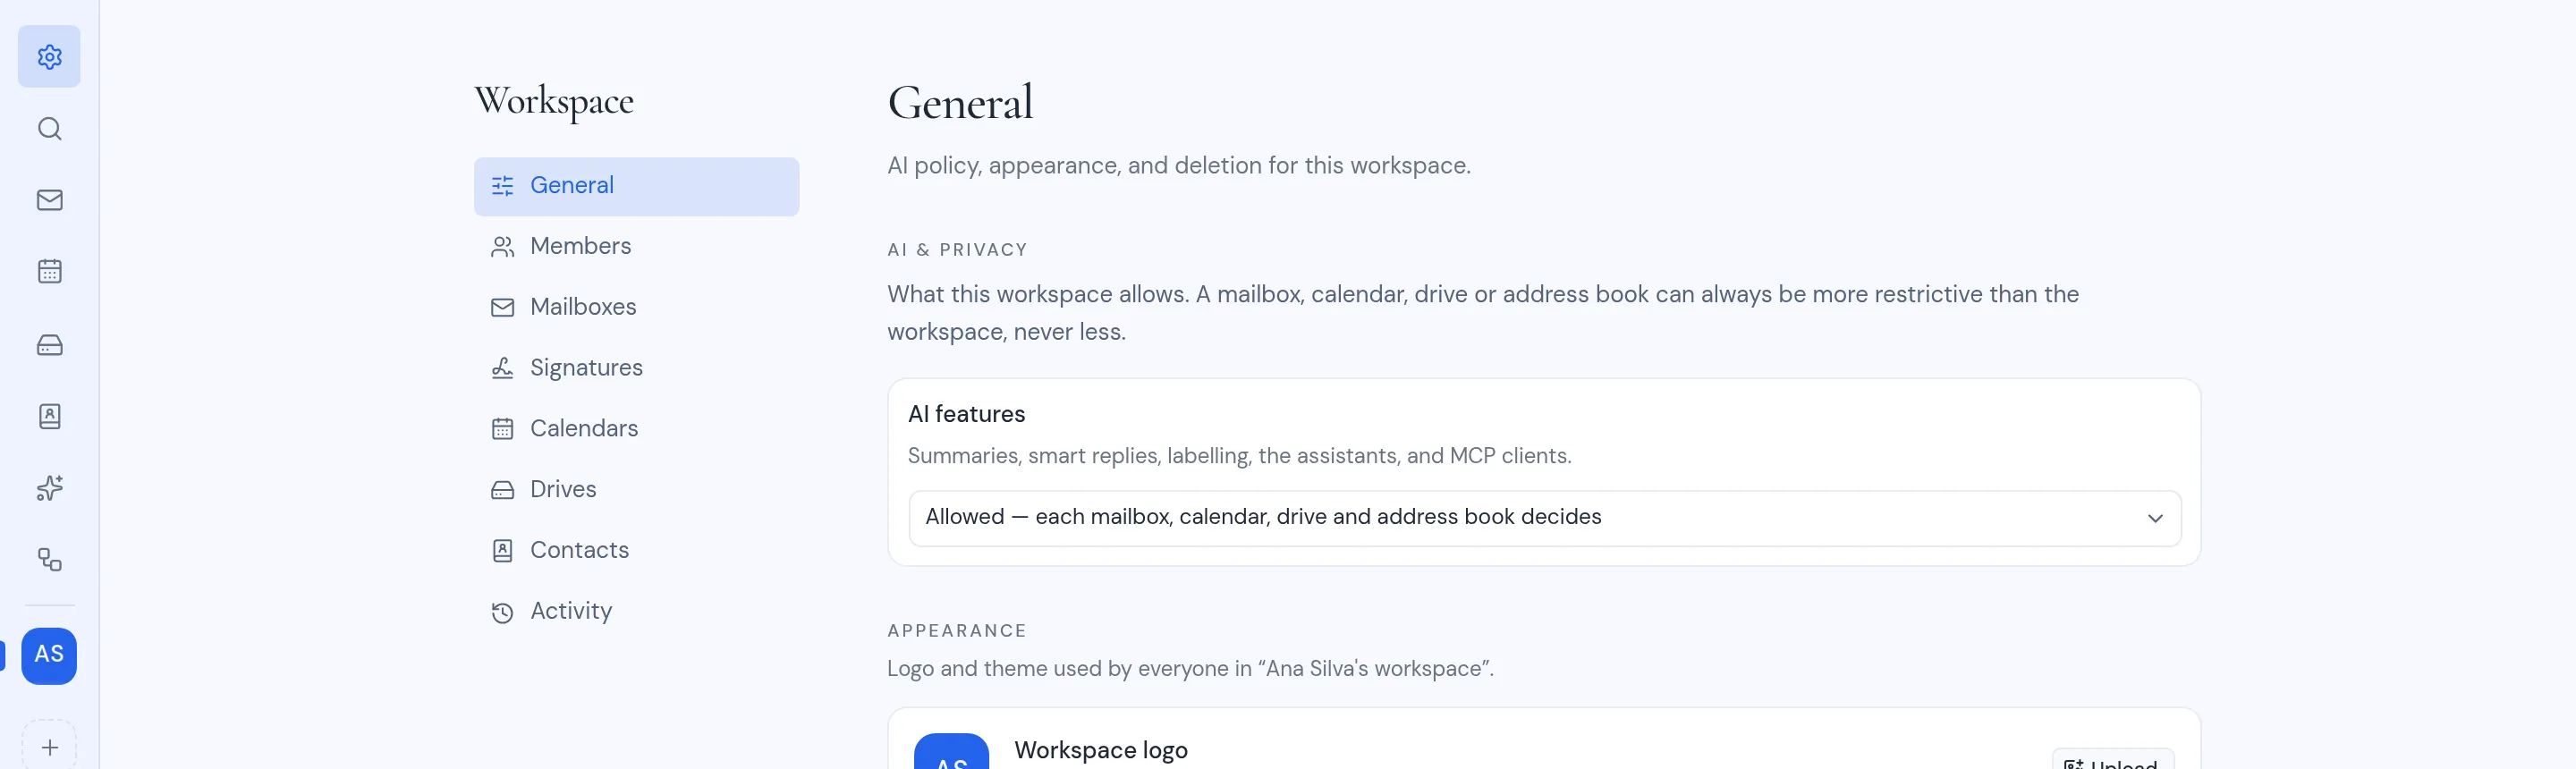 Workspace
General
Members
Mailboxes
Signatures
Calendars
Drives
Contacts
Activity
AS
General
AI policy, appearance, and deletion for this workspace.
AI & PRIVACY
What this workspace allows. A mailbox, calendar, drive or address book can always be more restrictive than the
workspace, never less.
AI features
Summaries, smart replies, labelling, the assistants, and MCP clients.
Allowed — each mailbox, calendar, drive and address book decides
APPEARANCE
Logo and theme used by everyone in “Ana Silva's workspace”.
AS
Workspace logo
Upload